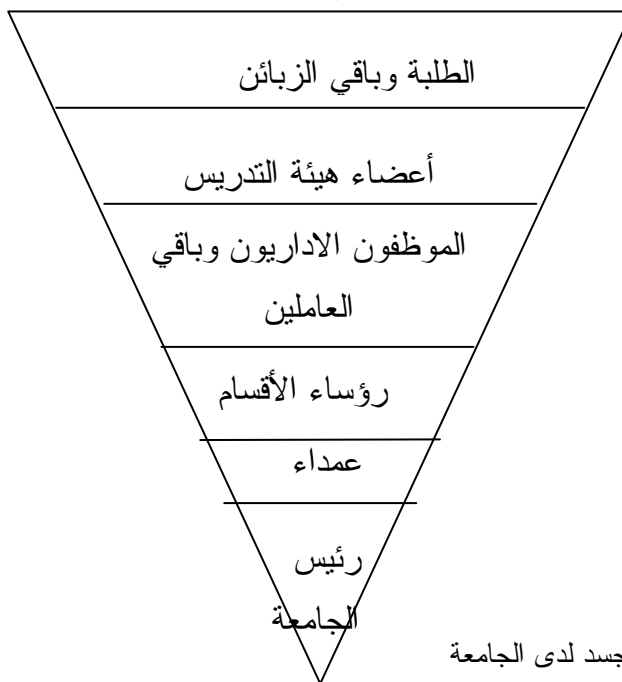 الطلبة وباقي الزبائن
أعضاء هيئة التدريس
الموظفون الاداريون وباقي
العاملين
رؤساء الأقسام
عمداء
رئيس
الجامعة
جسد لدى الجامعة